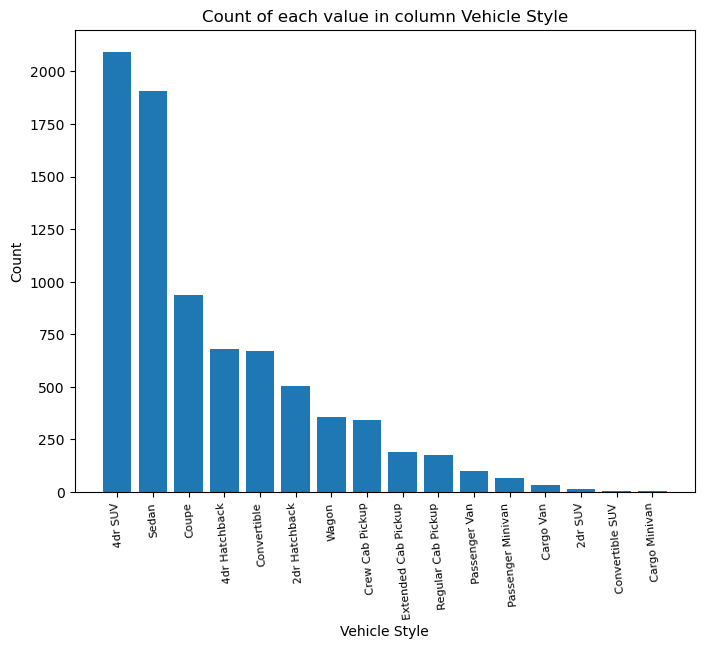 Count of each value in column Vehicle Style
Count
2000
1750
1500
1250
1000
750
500
250
0
4dr SUV
Sedan
Coupe
4dr Hatchback
Convertible
2dr Hatchback
Wagon
Crew Cab Pickup
Extended Cab Pickup
Regular Cab Pickup
Passenger Van
Passenger Minivan
Cargo Van
2dr SUV
Convertible SUV
Cargo Minivan
Vehicle Style